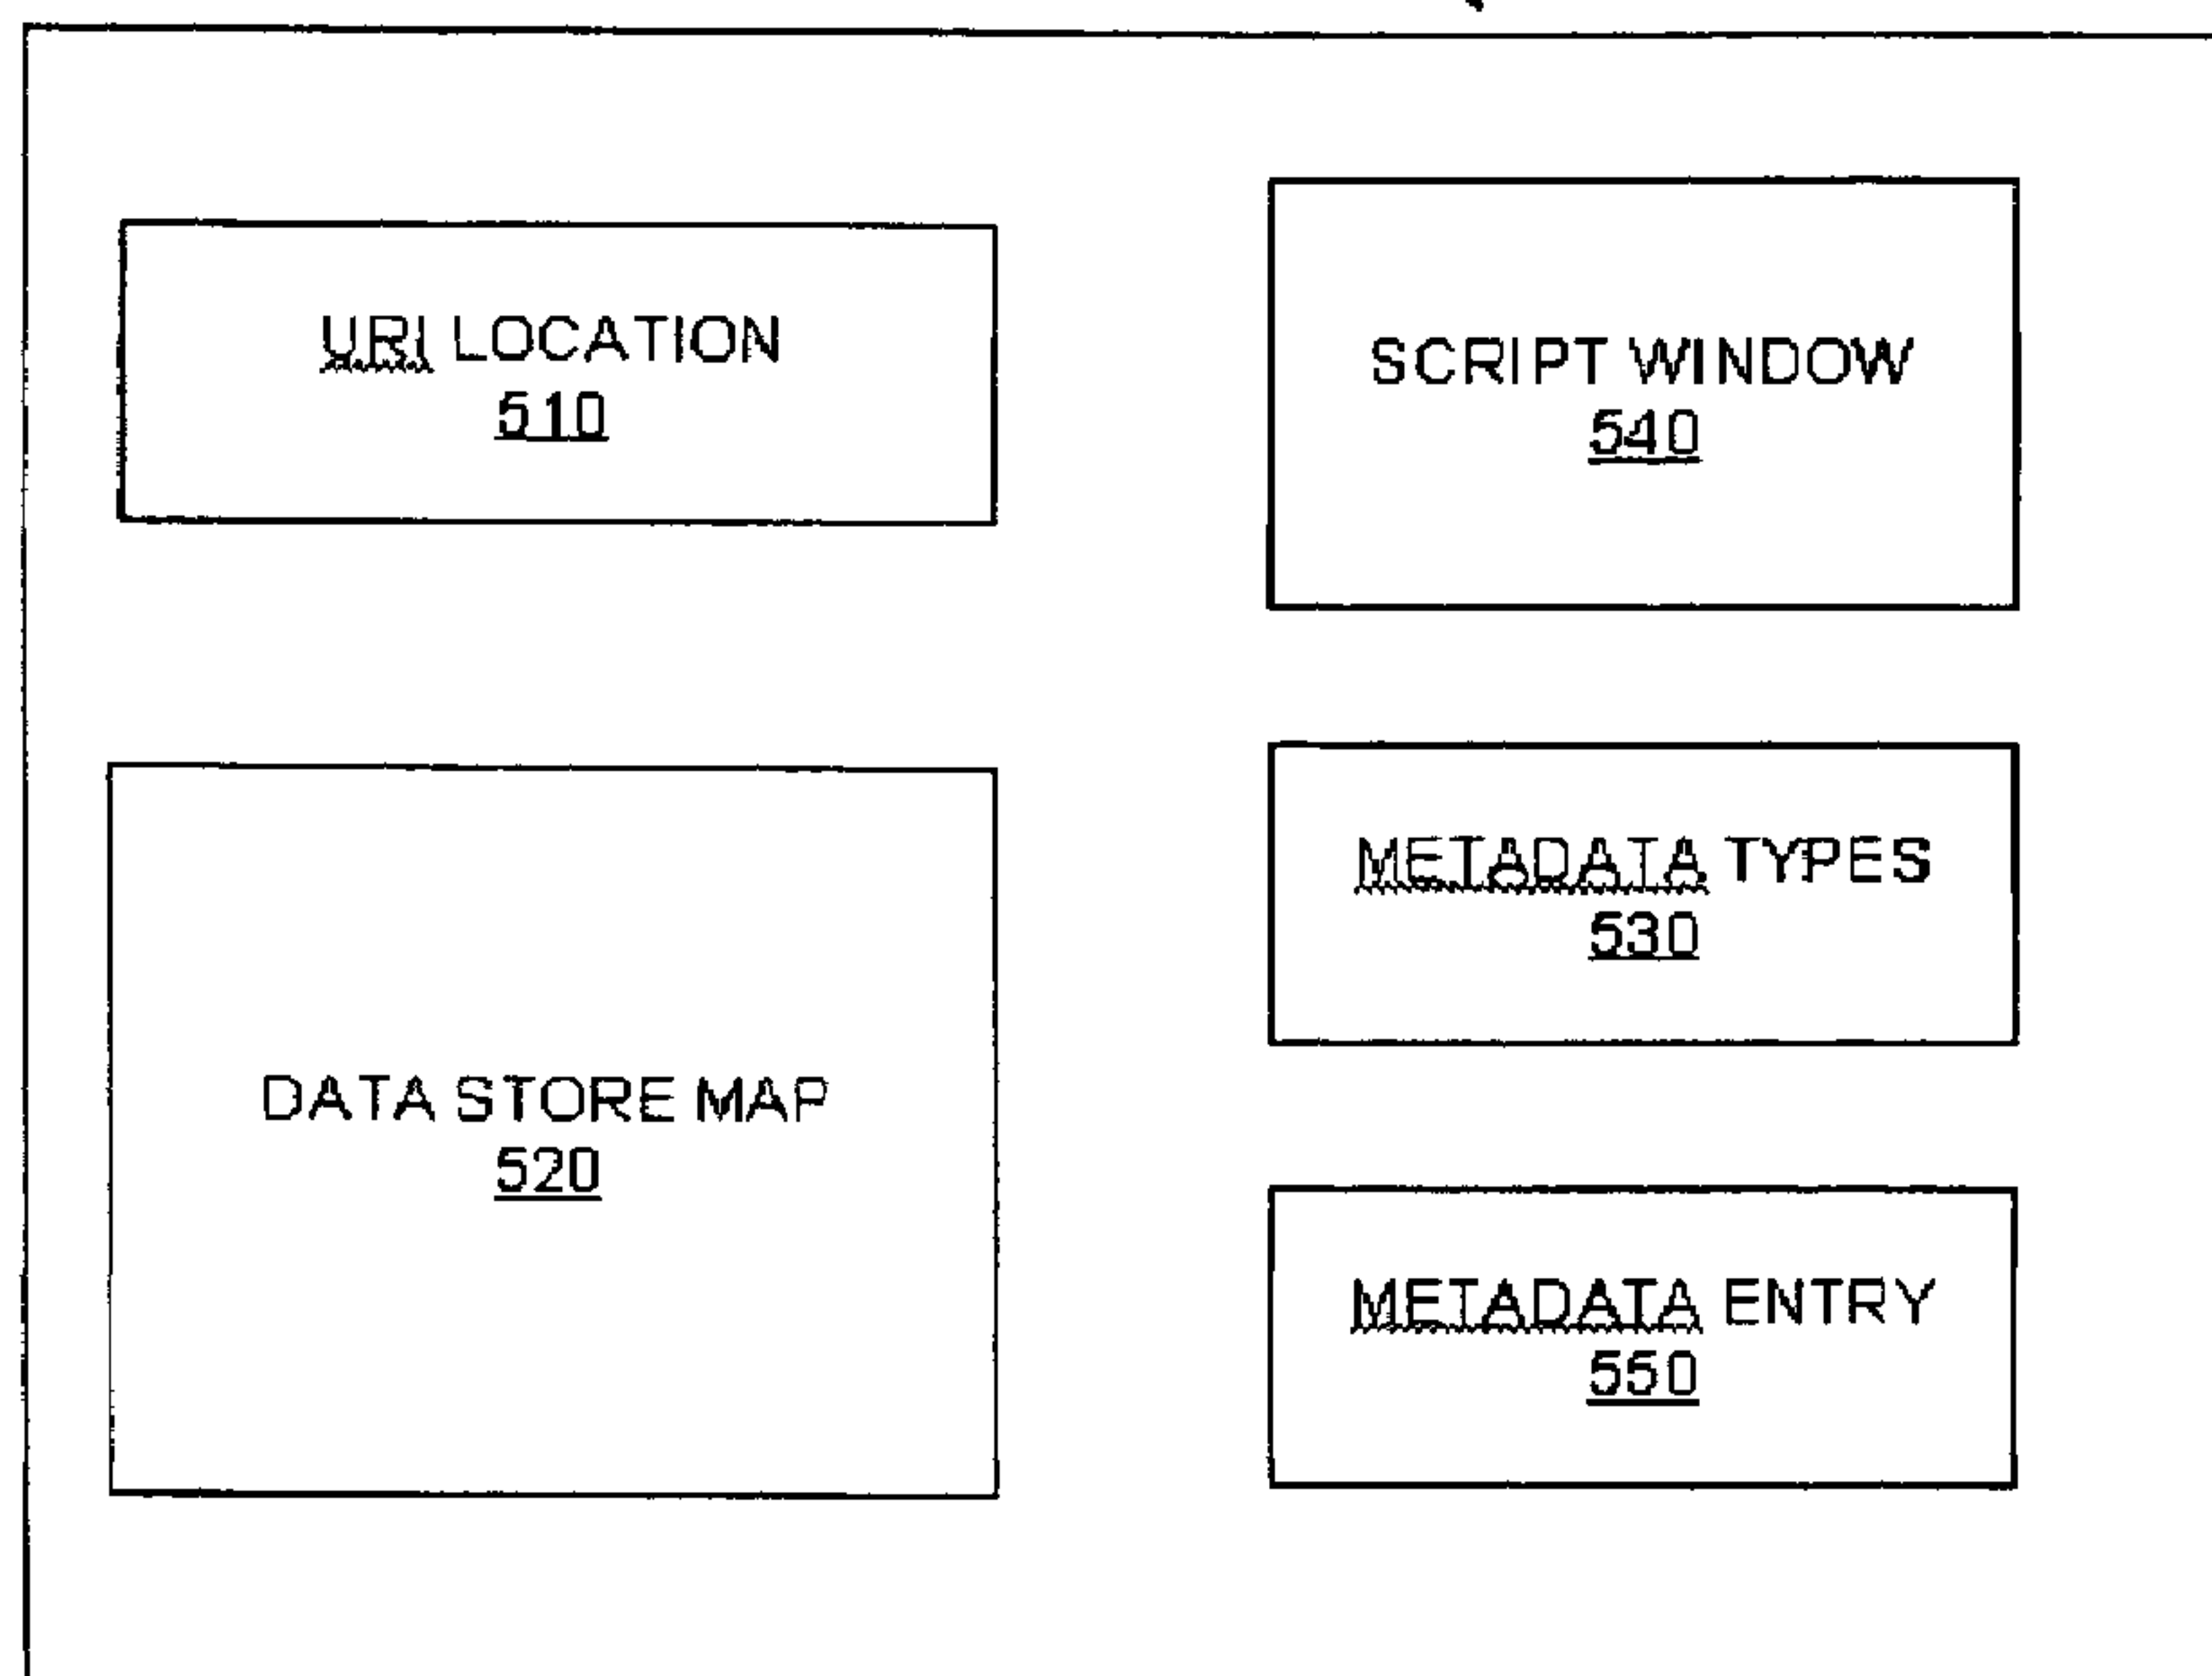 URI LOCATION
510
SCRIPT WINDOW
540
DATA STORE MAP
520
METADATA TYPES
530
METADATA ENTRY
550